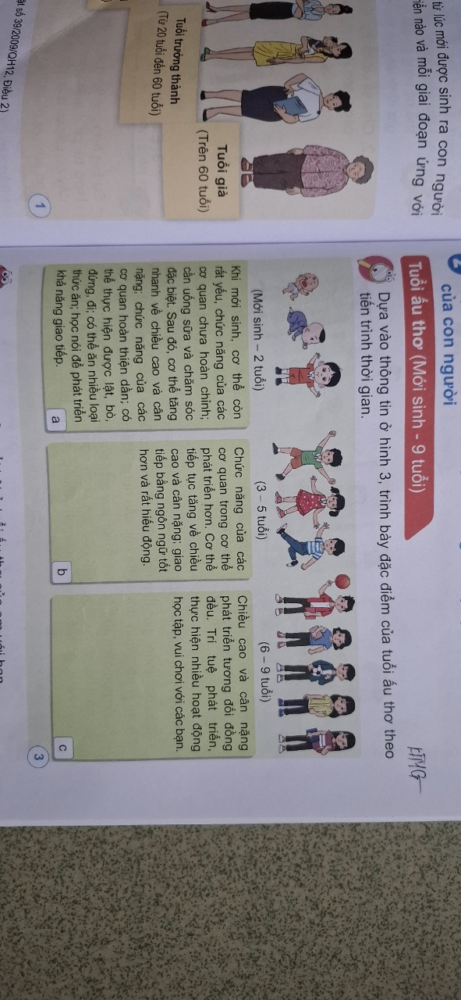 từ lúc mới được sinh ra con người
nào và mỗi giai đoạn ứng với
Tuổi trưởng thành
(Từ 20 tuổi đến 60 tuổi)
Tuổi già
(Trên 60 tuổi)
1
số 39/2009/QH12, Điều 2)
2
của con người
Tuổi ấu thơ (Mới sinh - 9 tuổi)
Dựa vào thông tin ở hình 3, trình bày đặc điểm của tuổi ấu thơ theo
tiến trình thời gian.
(Mới sinh – 2 tuổi)
Khi mới sinh, cơ thể còn
rất yếu, chức năng của các
cơ quan chưa hoàn chỉnh;
cần uống sữa và chăm sóc
đặc biệt. Sau đó, cơ thể tăng
nhanh về chiều cao và cân
nặng; chức năng của các
cơ quan hoàn thiện dần; có
thể thực hiện được lật, bò,
đứng, đi; có thể ăn nhiều loại
thức ăn; học nói để phát triển
khả năng giao tiếp.
a
(3 – 5 tuổi)
Chức năng của các
cơ quan trong cơ thể
phát triển hơn. Cơ thể
tiếp tục tăng về chiều
cao và cân nặng; giao
tiếp bằng ngôn ngữ tốt
hơn và rất hiếu động.
b
(6 – 9 tuổi)
Chiều cao và cân nặng
phát triển tương đối đồng
đều. Trí tuệ phát triển,
thực hiện nhiều hoạt động
học tập, vui chơi với các bạn.
c
3